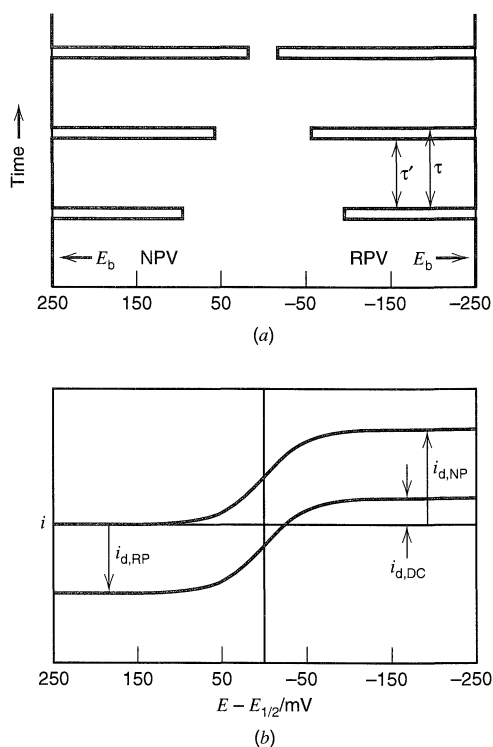 Time →
τ′ τ
← E_b NPV RPV E_b →
250 150 50 −50 −150 −250
(a)
i_d,NP
i
i_d,RP
i_d,DC
250 150 50 −50 −150 −250
E − E_1/2/mV
(b)